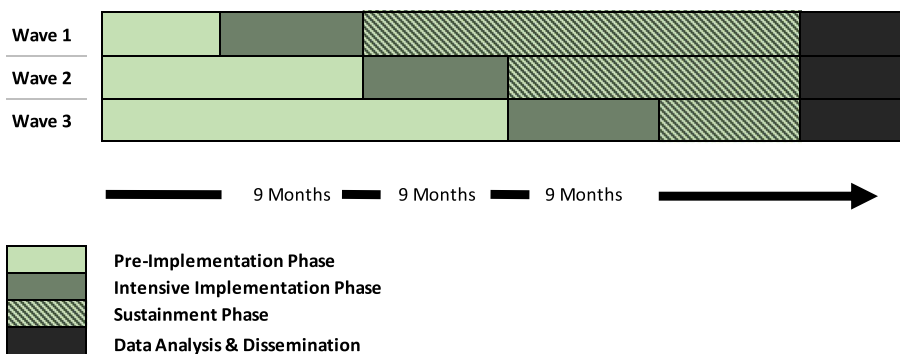 Wave 1
Wave 2
Wave 3
9 Months 9 Months 9 Months
Pre-Implementation Phase
Intensive Implementation Phase
Sustainment Phase
Data Analysis & Dissemination